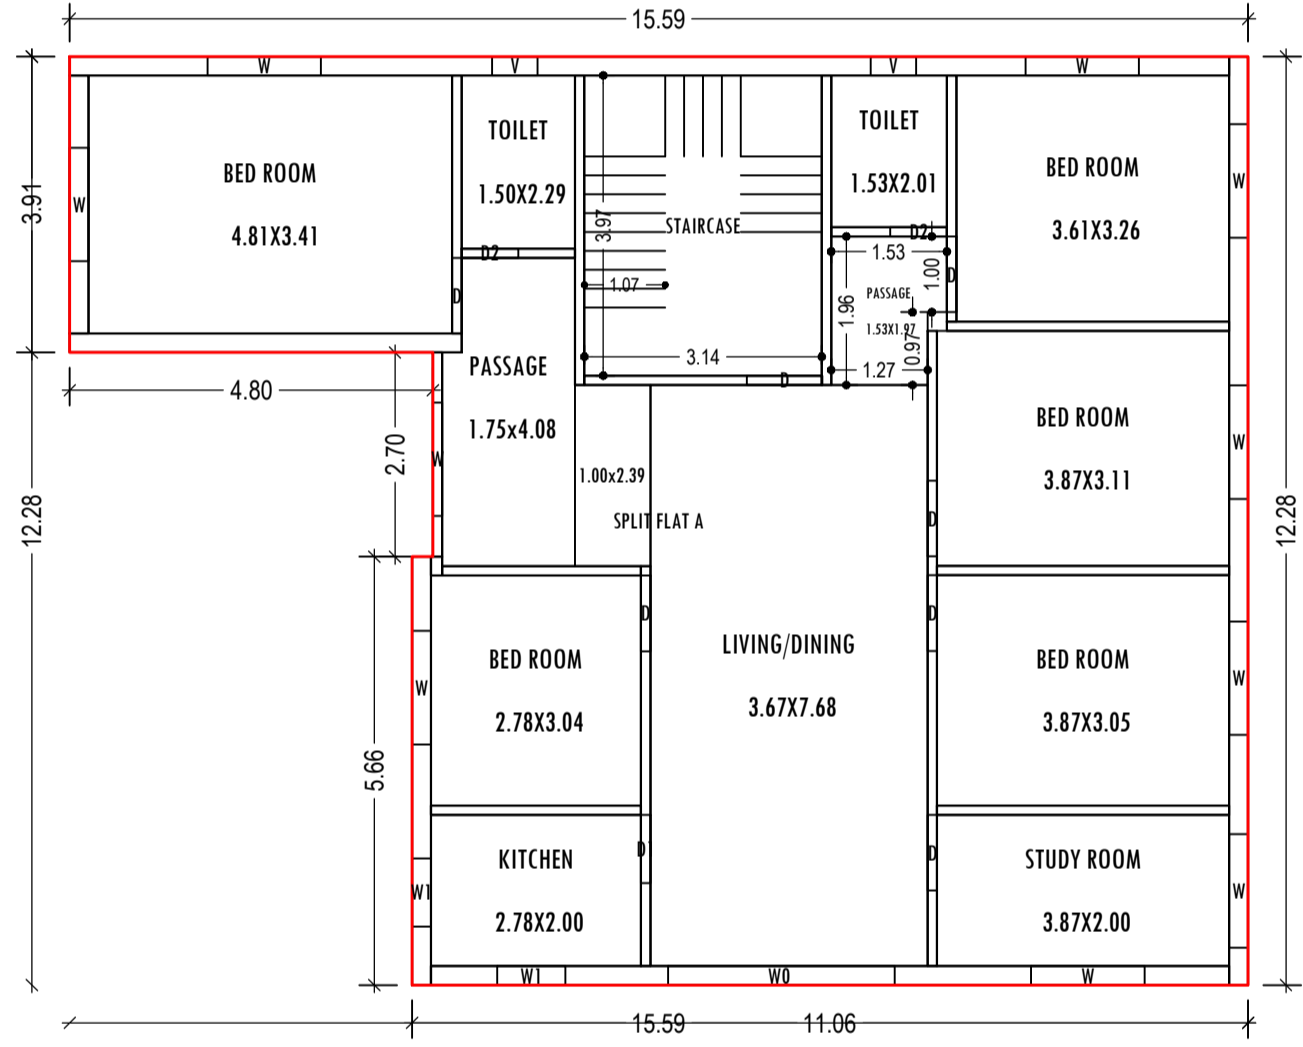 15.59
W
V
V
W
3.91
W
BED ROOM
4.81X3.41
TOILET
1.50X2.29
D2
D
3.97
STAIRCASE
1.07
3.14
D
TOILET
1.53X2.01
D2
1.53
1.00
D
PASSAGE
1.53X1.97
1.96
0.97
1.27
BED ROOM
3.61X3.26
W
4.80
2.70
W
PASSAGE
1.75x4.08
1.00x2.39
SPLIT FLAT A
BED ROOM
3.87X3.11
W
D
12.28
12.28
5.66
W
BED ROOM
2.78X3.04
D
LIVING/DINING
3.67X7.68
D
BED ROOM
3.87X3.05
W
W1
KITCHEN
2.78X2.00
D
D
STUDY ROOM
3.87X2.00
W
W1
W0
W
15.59
11.06